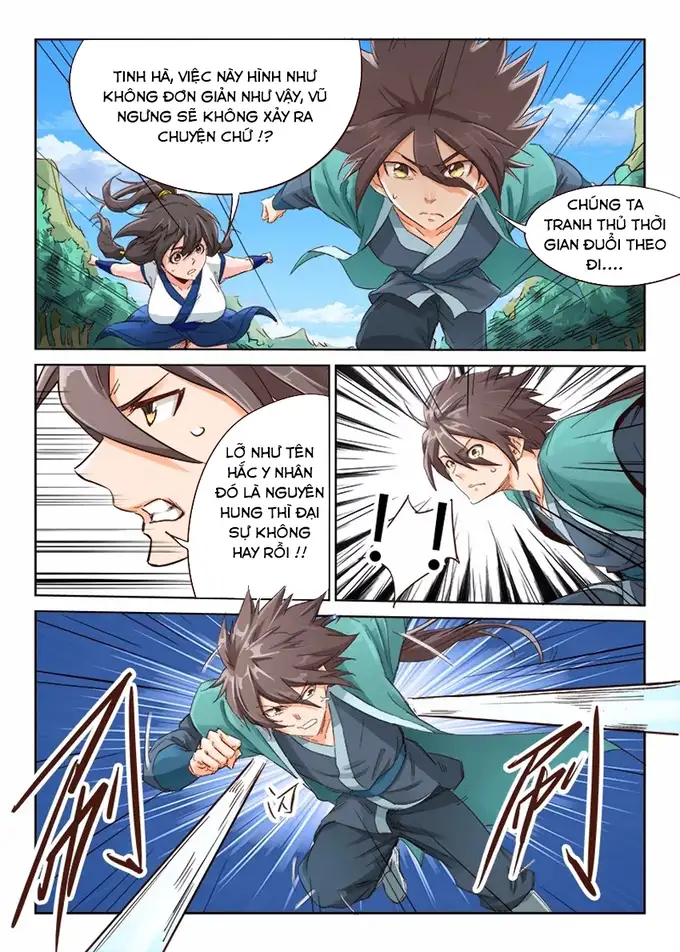 TINH HÀ, VIỆC NÀY HÌNH NHƯ
KHÔNG ĐƠN GIẢN NHƯ VẬY, VŨ
NGƯNG SẼ KHÔNG XẢY RA
CHUYỆN CHỨ !?
CHÚNG TA
TRANH THỦ THỜI
GIAN ĐUỔI THEO
ĐI....
LỠ NHƯ TÊN
HẮC Y NHÂN
ĐÓ LÀ NGUYÊN
HUNG THÌ ĐẠI
SỰ KHÔNG
HAY RỒI !!
!!
闪